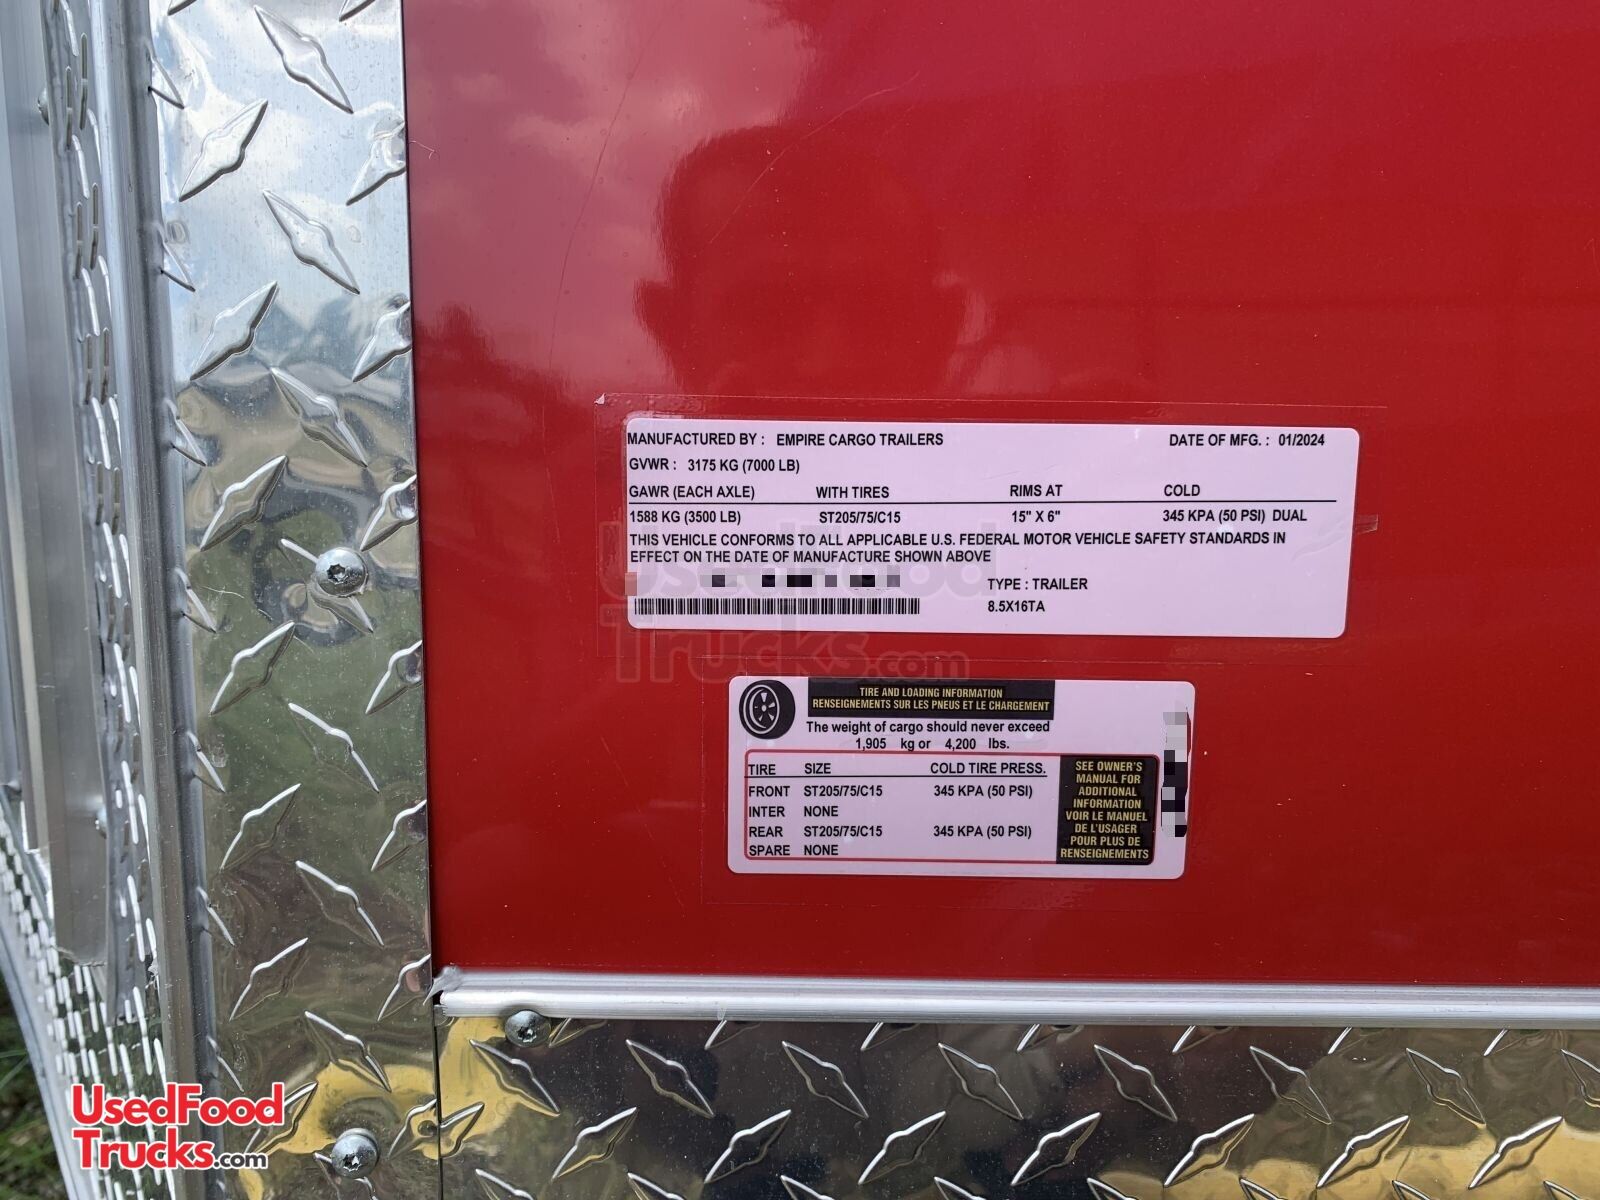 MANUFACTURED BY : EMPIRE CARGO TRAILERS DATE OF MFG. : 01/2024
GVWR : 3175 KG (7000 LB)
GAWR (EACH AXLE) WITH TIRES RIMS AT COLD
1588 KG (3500 LB) ST205/75/C15 15" X 6" 345 KPA (50 PSI) DUAL
THIS VEHICLE CONFORMS TO ALL APPLICABLE U.S. FEDERAL MOTOR VEHICLE SAFETY STANDARDS IN
EFFECT ON THE DATE OF MANUFACTURE SHOWN ABOVE
TYPE : TRAILER
8.5X16TA
UsedFood
Trucks.com
TIRE AND LOADING INFORMATION
RENSEIGNEMENTS SUR LES PNEUS ET LE CHARGEMENT
The weight of cargo should never exceed
1,905 kg or 4,200 lbs.
TIRE SIZE COLD TIRE PRESS.
FRONT ST205/75/C15 345 KPA (50 PSI)
INTER NONE
REAR ST205/75/C15 345 KPA (50 PSI)
SPARE NONE
SEE OWNER'S
MANUAL FOR
ADDITIONAL
INFORMATION
VOIR LE MANUEL
DE L'USAGER
POUR PLUS DE
RENSEIGNEMENTS
UsedFood
Trucks.com